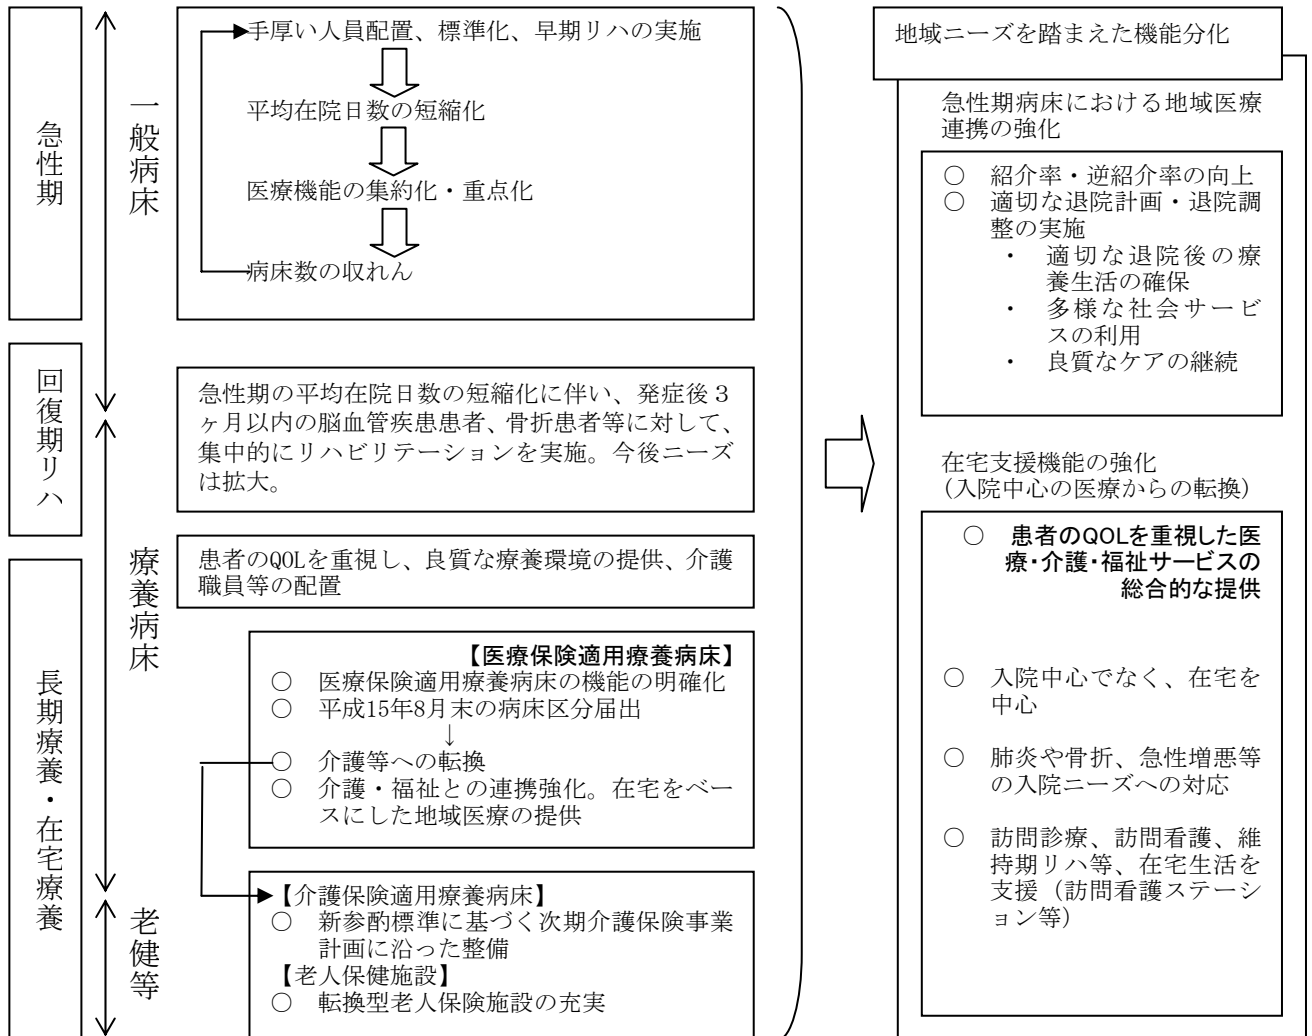 急性期
一般病床
手厚い人員配置、標準化、早期リハの実施
平均在院日数の短縮化
医療機能の集約化・重点化
病床数の収れん
回復期リハ
急性期の平均在院日数の短縮化に伴い、発症後３
ヶ月以内の脳血管疾患患者、骨折患者等に対して、
集中的にリハビリテーションを実施。今後ニーズ
は拡大。
療養病床
長期療養・在宅療養
患者のQOLを重視し、良質な療養環境の提供、介護
職員等の配置
【医療保険適用療養病床】
○ 医療保険適用療養病床の機能の明確化
○ 平成15年8月末の病床区分届出
↓
○ 介護等への転換
○ 介護・福祉との連携強化。在宅をベー
スにした地域医療の提供
老健等
【介護保険適用療養病床】
○ 新参酌標準に基づく次期介護保険事業
計画に沿った整備
【老人保健施設】
○ 転換型老人保険施設の充実
地域ニーズを踏まえた機能分化
急性期病床における地域医療
連携の強化
○ 紹介率・逆紹介率の向上
○ 適切な退院計画・退院調
整の実施
・ 適切な退院後の療
養生活の確保
・ 多様な社会サービ
スの利用
・ 良質なケアの継続
在宅支援機能の強化
(入院中心の医療からの転換)
○ 患者のQOLを重視した医
療・介護・福祉サービスの
総合的な提供
○ 入院中心でなく、在宅を
中心
○ 肺炎や骨折、急性増悪等
の入院ニーズへの対応
○ 訪問診療、訪問看護、維
持期リハ等、在宅生活を
支援（訪問看護ステーシ
ョン等）